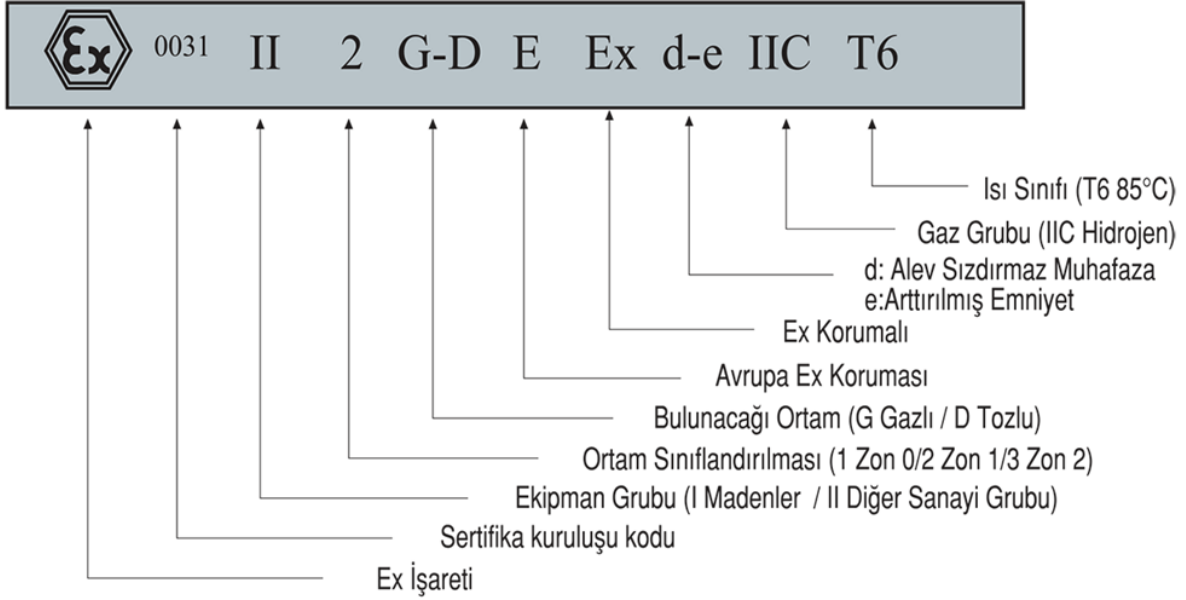 Ex 0031 II 2 G-D E Ex d-e IIC T6
Isı Sınıfı (T6 85°C)
Gaz Grubu (IIC Hidrojen)
d: Alev Sızdırmaz Muhafaza
e:Arttırılmış Emniyet
Ex Korumalı
Avrupa Ex Koruması
Bulunacağı Ortam (G Gazlı / D Tozlu)
Ortam Sınıflandırılması (1 Zon 0/2 Zon 1/3 Zon 2)
Ekipman Grubu (I Madenler / II Diğer Sanayi Grubu)
Sertifika kuruluşu kodu
Ex İşareti